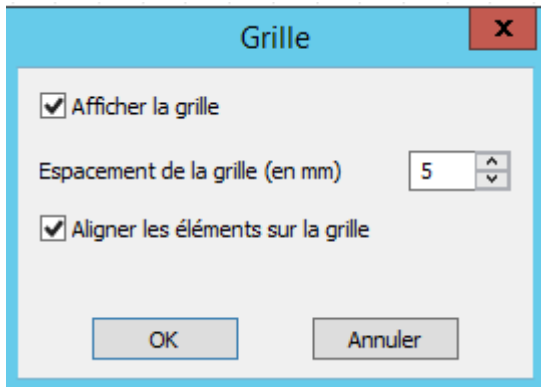 Grille
x
Afficher la grille
Espacement de la grille (en mm) 5
Aligner les éléments sur la grille
OK Annuler